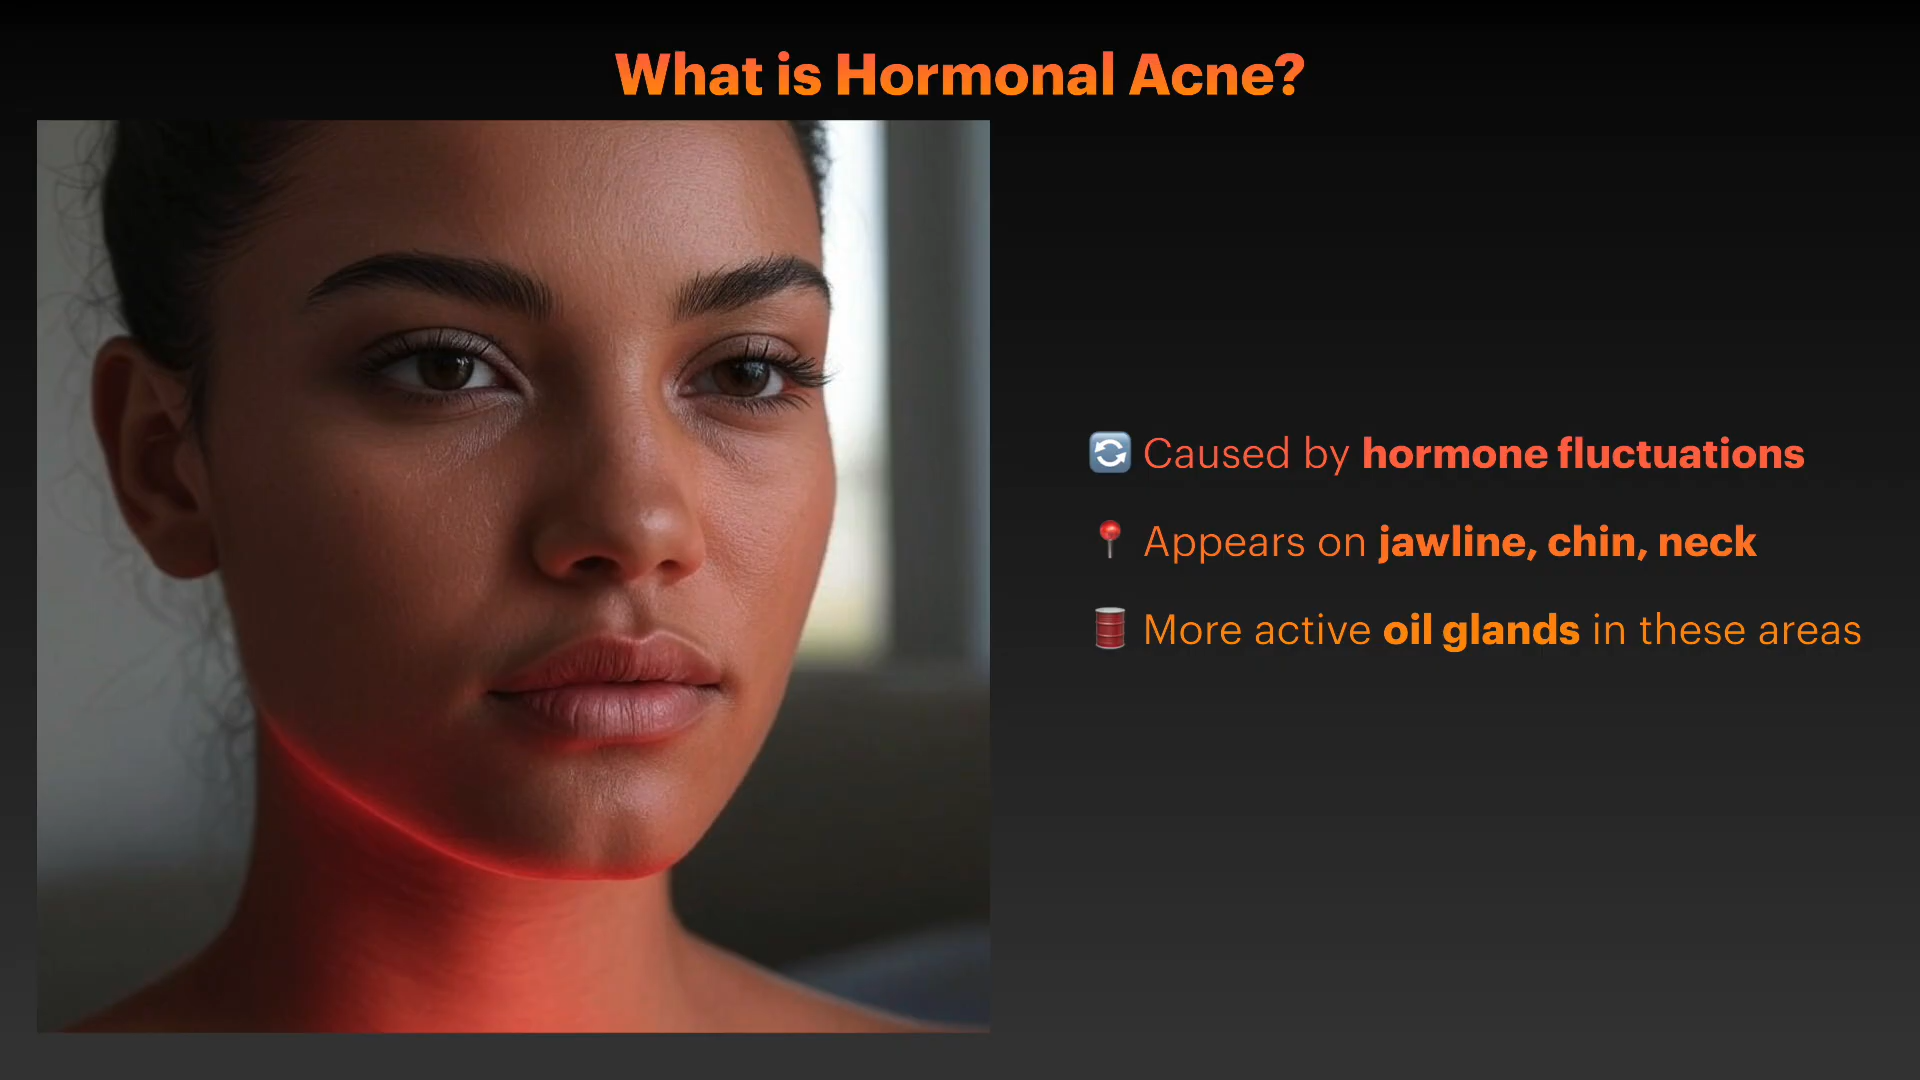 What is Hormonal Acne?
Caused by hormone fluctuations
Appears on jawline, chin, neck
More active oil glands in these areas